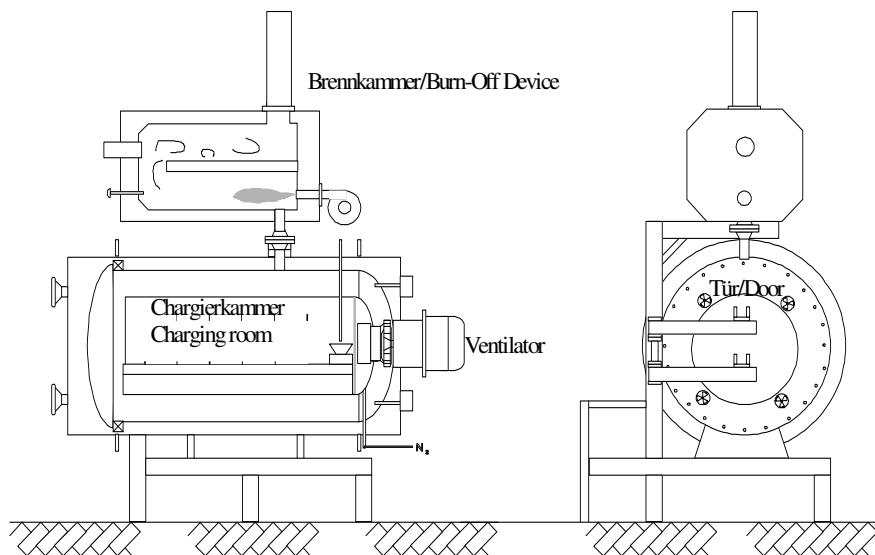 Brennkammer/Burn-Off Device
Chargierkammer
Charging room
Tür/Door
Ventilator
N₂